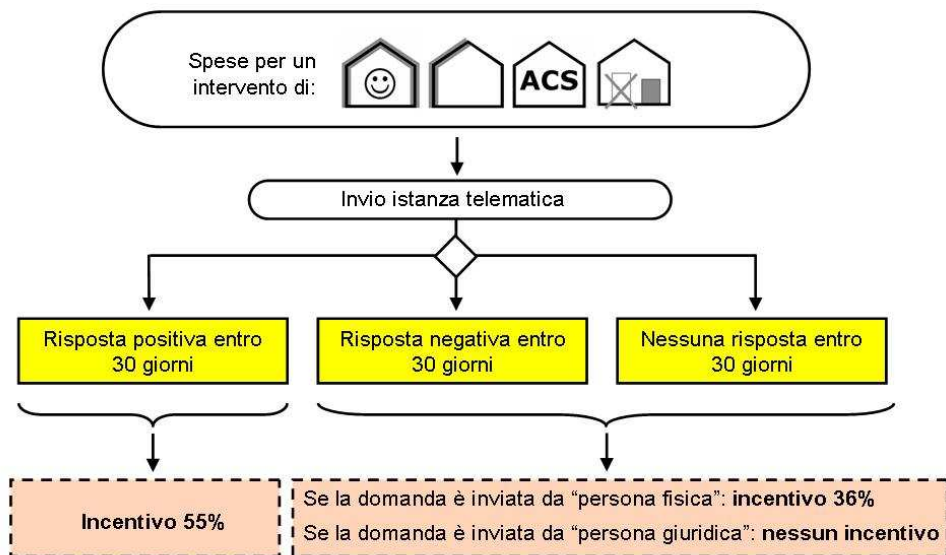 Spese per un
intervento di:
ACS
Invio istanza telematica
Risposta positiva entro
30 giorni
Risposta negativa entro
30 giorni
Nessuna risposta entro
30 giorni
Incentivo 55%
Se la domanda è inviata da “persona fisica”: incentivo 36%
Se la domanda è inviata da “persona giuridica”: nessun incentivo